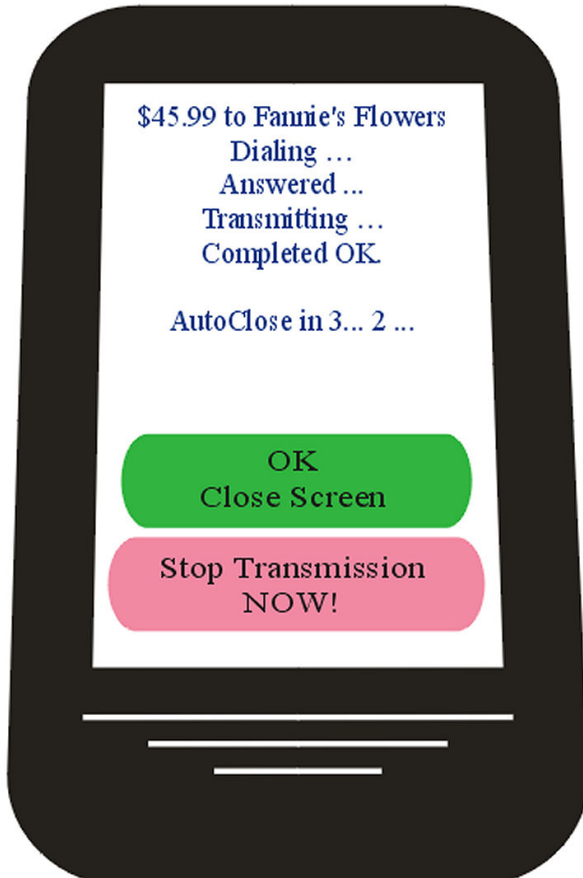 $45.99 to Fannie's Flowers
Dialing ...
Answered ...
Transmitting ...
Completed OK.
AutoClose in 3... 2 ...
OK
Close Screen
Stop Transmission
NOW!